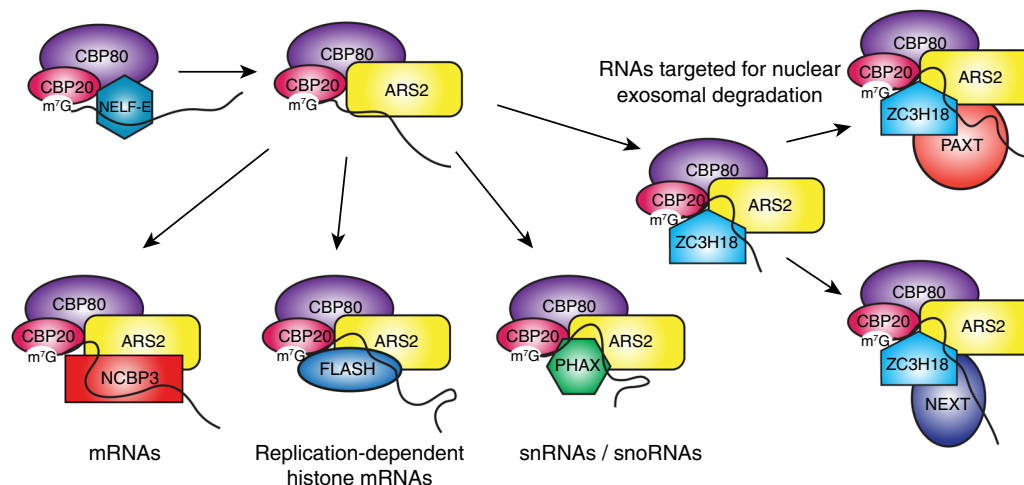 CBP80
CBP20
m⁷G
NELF-E
CBP80
CBP20
m⁷G
ARS2
RNAs targeted for nuclear
exosomal degradation
CBP80
CBP20
m⁷G
ARS2
ZC3H18
CBP80
CBP20
m⁷G
ARS2
ZC3H18
PAXT
CBP80
CBP20
m⁷G
ARS2
NCBP3
mRNAs
CBP80
CBP20
m⁷G
ARS2
FLASH
Replication-dependent
histone mRNAs
CBP80
CBP20
m⁷G
ARS2
PHAX
snRNAs / snoRNAs
CBP80
CBP20
m⁷G
ARS2
ZC3H18
NEXT